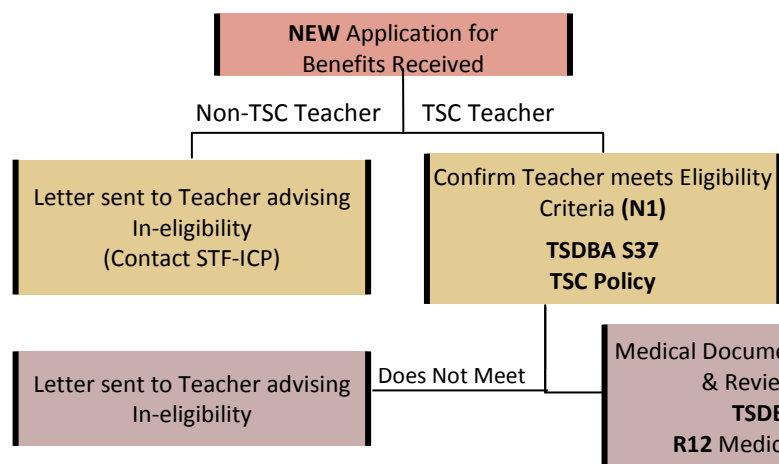 NEW Application for
Benefits Received
Non-TSC Teacher
TSC Teacher
Letter sent to Teacher advising
In-eligibility
(Contact STF-ICP)
Confirm Teacher meets Eligibility
Criteria (N1)
TSDBA S37
TSC Policy
Letter sent to Teacher advising
In-eligibility
Does Not Meet
Medical
&
R12